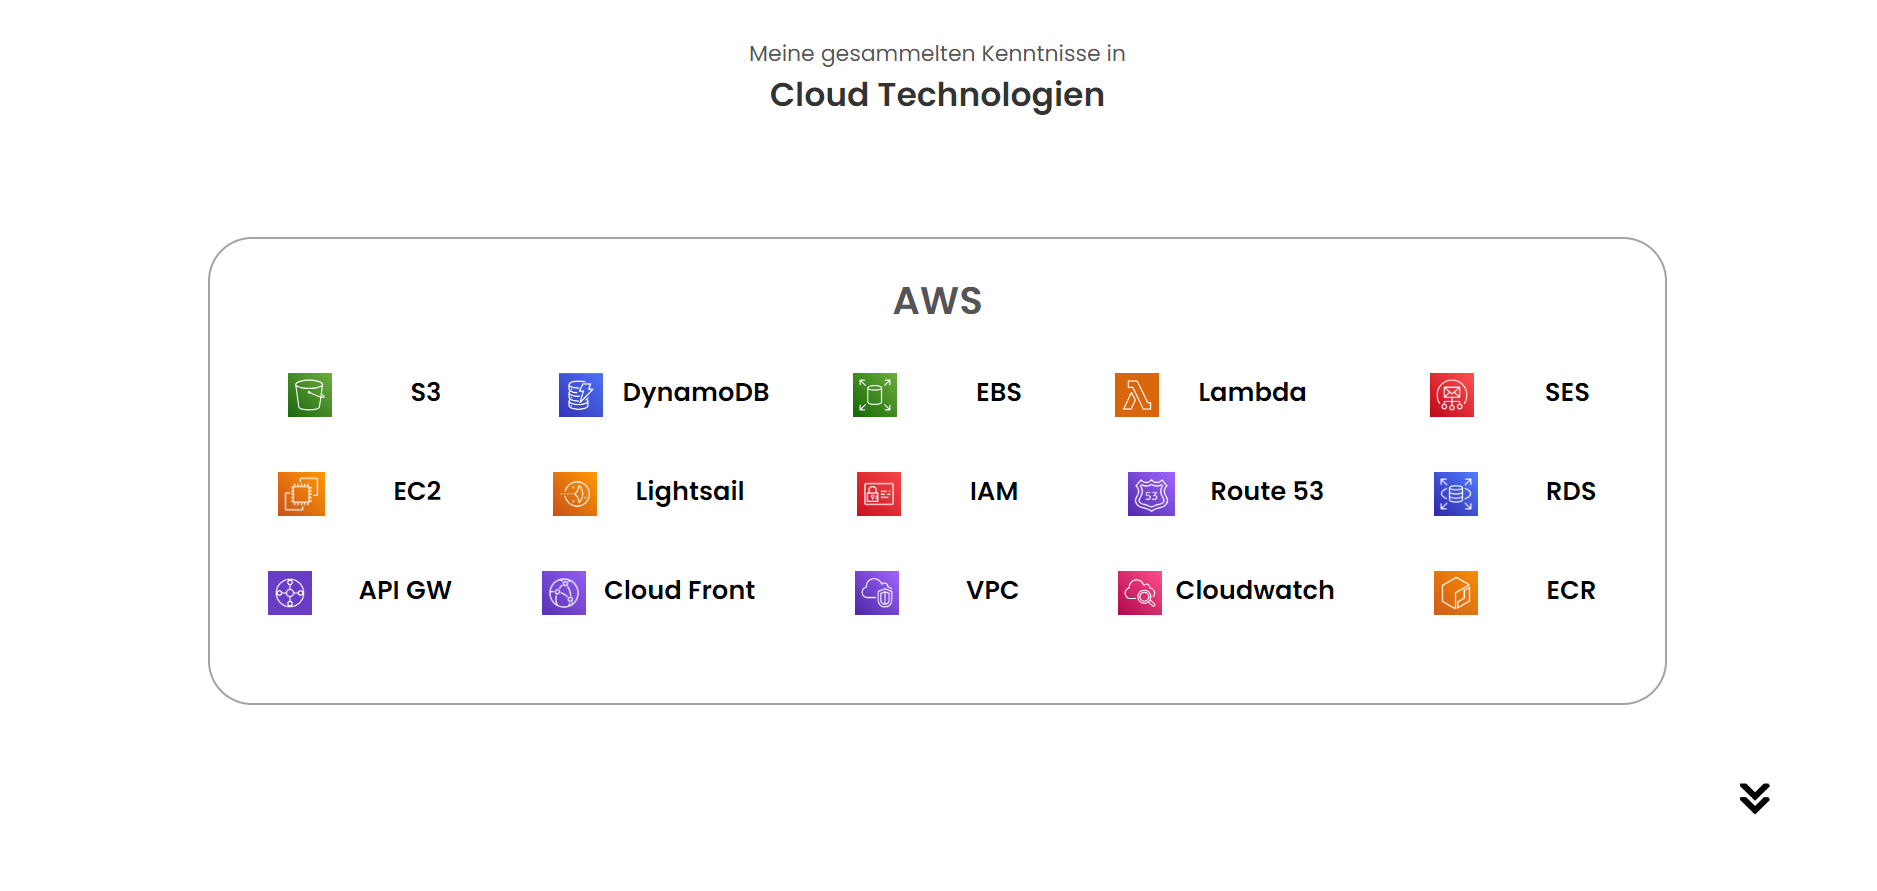 Meine gesammelten Kenntnisse in
Cloud Technologien
AWS
S3 DynamoDB EBS Lambda SES
EC2 Lightsail IAM 53 Route 53 RDS
API GW Cloud Front VPC Cloudwatch ECR